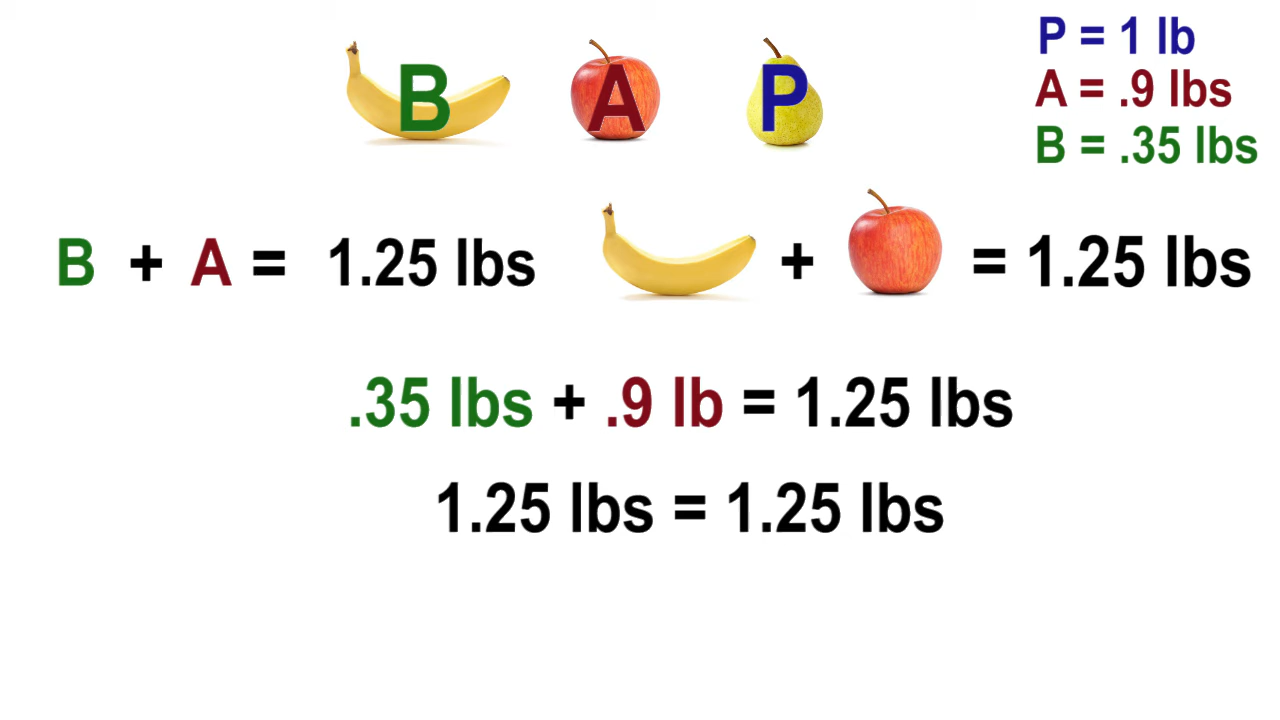 B A P
P = 1 lb
A = .9 lbs
B = .35 lbs
B + A = 1.25 lbs + = 1.25 lbs
.35 lbs + .9 lb = 1.25 lbs
1.25 lbs = 1.25 lbs